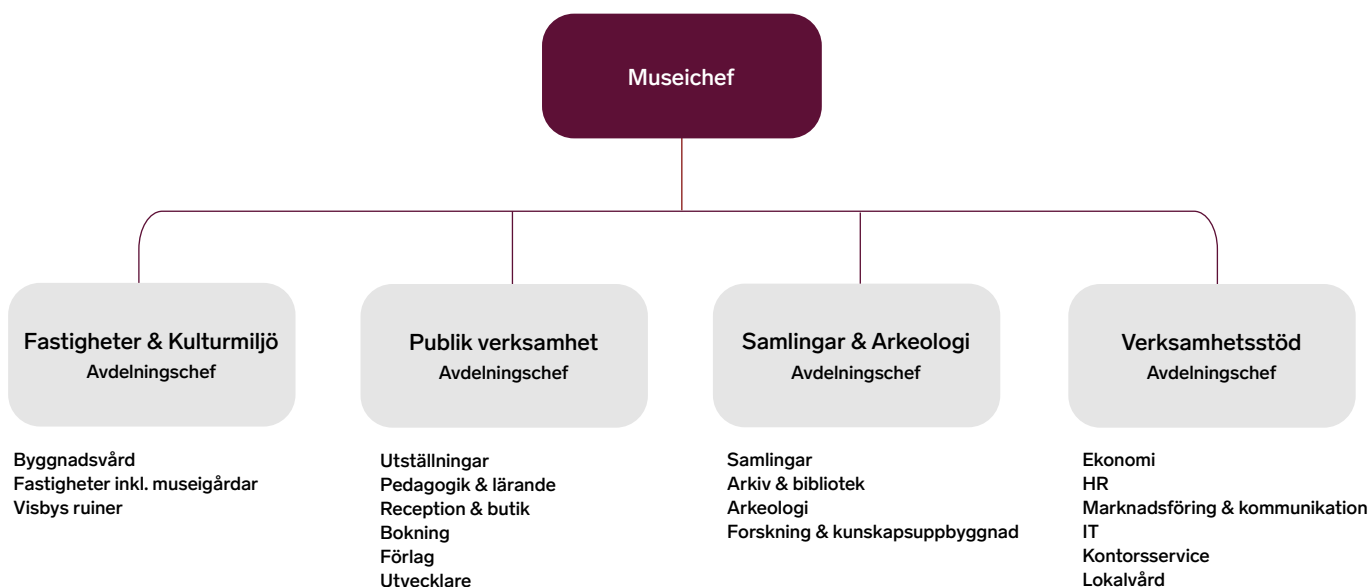 Museichef
Fastigheter & Kulturmiljö
Avdelningschef
Byggnadsvård
Fastigheter inkl. museigårdar
Visbys ruiner
Publik verksamhet
Avdelningschef
Utställningar
Pedagogik & lärande
Reception & butik
Bokning
Förlag
Utvecklare
Samlingar & Arkeologi
Avdelningschef
Samlingar
Arkiv & bibliotek
Arkeologi
Forskning & kunskapsuppbyggnad
Verksamhetsstöd
Avdelningschef
Ekonomi
HR
Marknadsföring & kommunikation
IT
Kontorsservice
Lokalvård